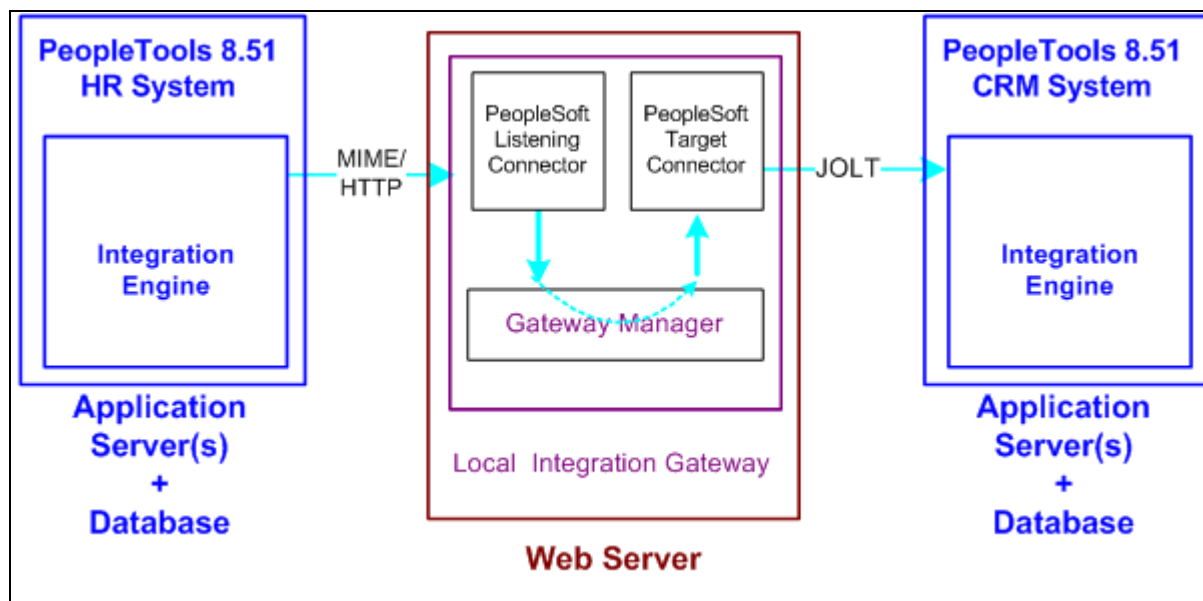 PeopleTools 8.51
HR System
Integration
Engine
Application
Server(s)
+
Database
MIME/
HTTP
PeopleSoft
Listening
Connector
PeopleSoft
Target
Connector
Gateway Manager
Local Integration Gateway
Web Server
JOLT
PeopleTools 8.51
CRM System
Integration
Engine
Application
Server(s)
+
Database